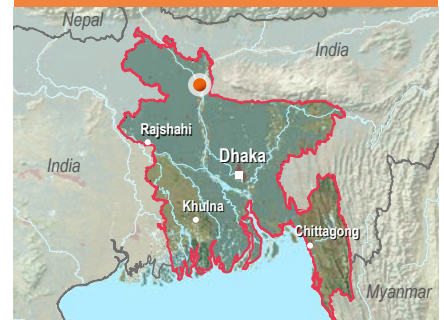 Nepal
India
Rajshahi
Dhaka
India
Khulna
Chittagong
Myanmar